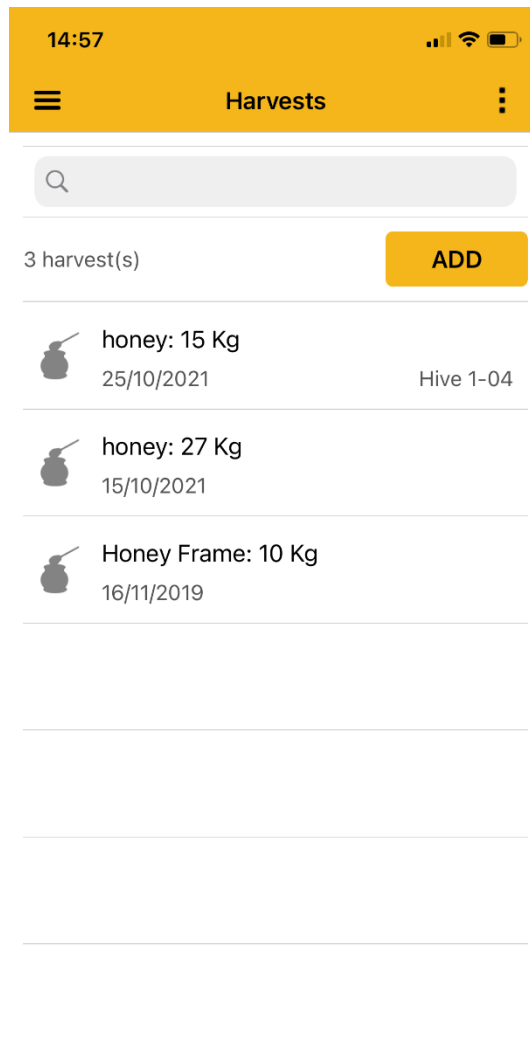 14:57
Harvests
3 harvest(s)
ADD
honey: 15 Kg
25/10/2021 Hive 1-04
honey: 27 Kg
15/10/2021
Honey Frame: 10 Kg
16/11/2019